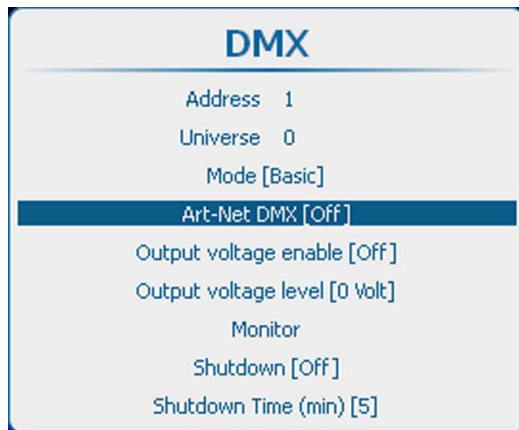 DMX
Address 1
Universe 0
Mode [Basic]
Art-Net DMX [Off]
Output voltage enable [Off]
Output voltage level [0 Volt]
Monitor
Shutdown [Off]
Shutdown Time (min) [5]